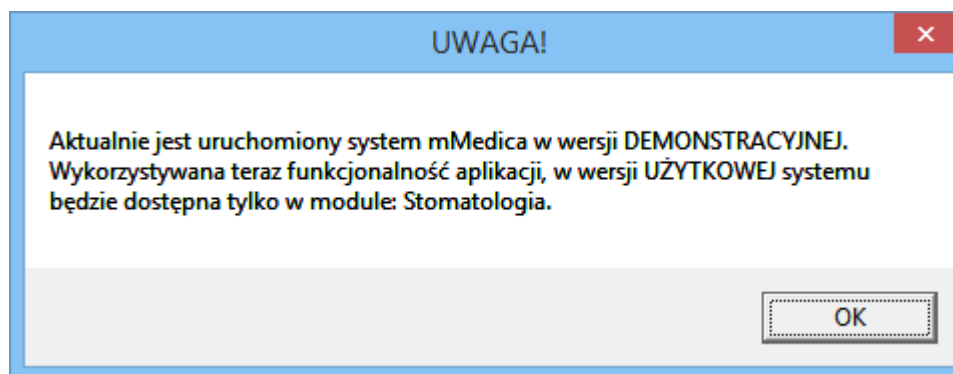 UWAGA!
Aktualnie jest uruchomiony system mMedica w wersji DEMONSTRACYJNEJ.
Wykorzystywana teraz funkcjonalność aplikacji, w wersji UŻYTKOWEJ systemu
będzie dostępna tylko w module: Stomatologia.
OK